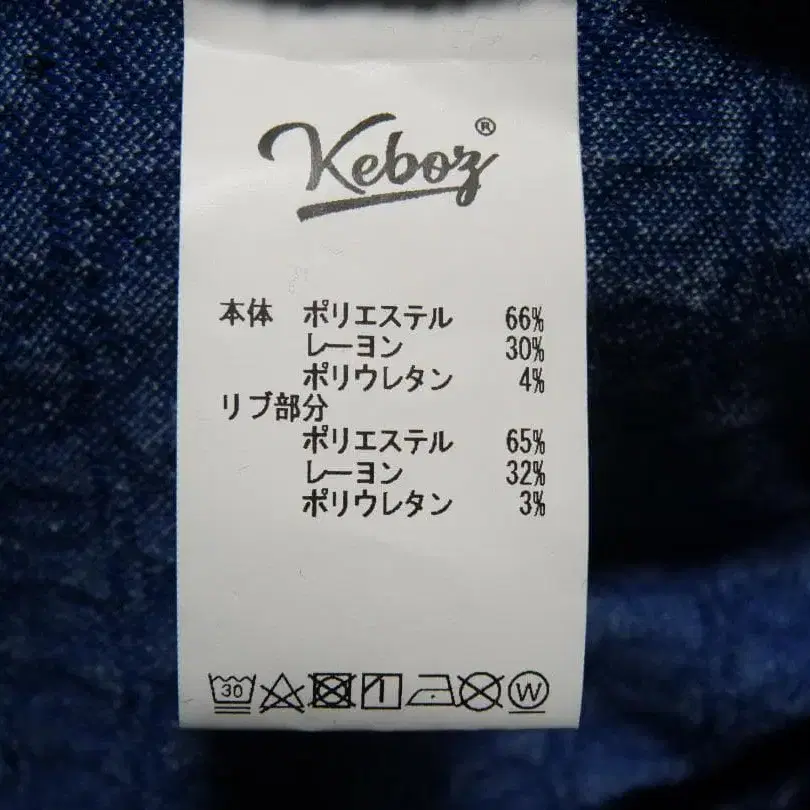 Keboz®
本体 ポリエステル 66%
レーヨン 30%
ポリウレタン 4%
リブ部分
ポリエステル 65%
レーヨン 32%
ポリウレタン 3%
30 W